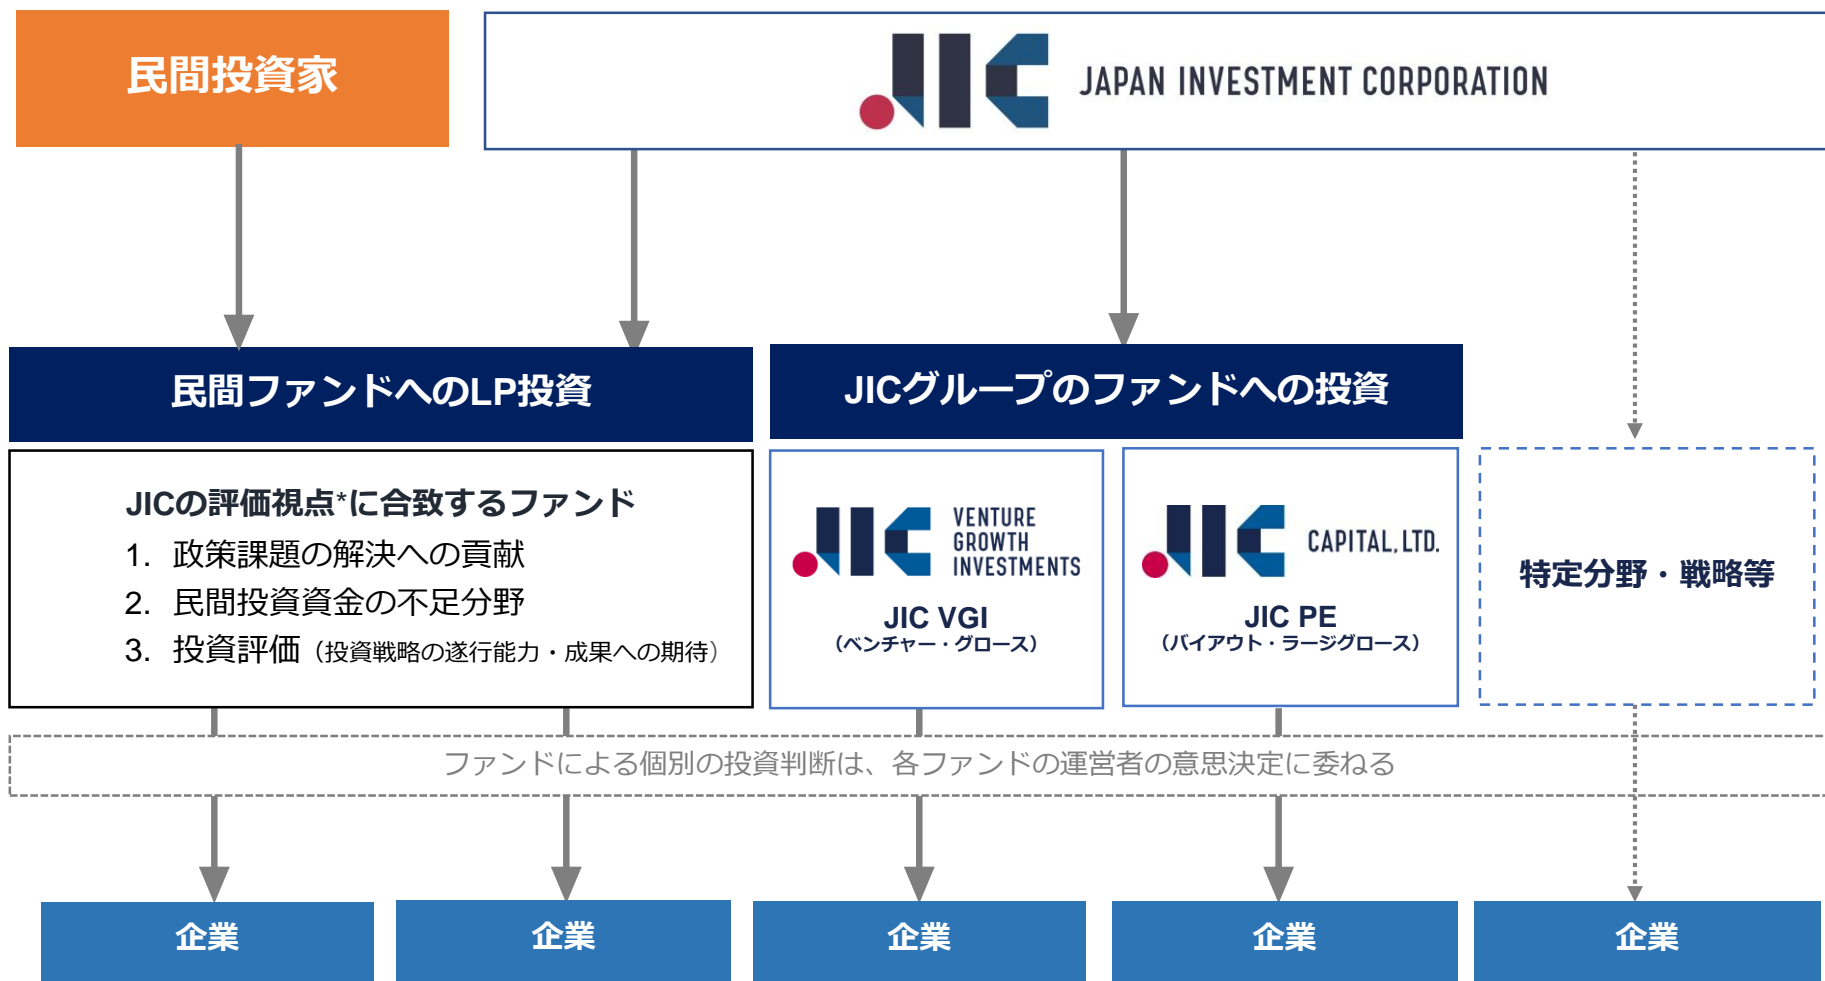 民間投資家
JIC JAPAN INVESTMENT CORPORATION
民間ファンドへのLP投資
JICグループのファンドへの投資
JICの評価視点*に合致するファンド
1. 政策課題の解決への貢献
2. 民間投資資金の不足分野
3. 投資評価（投資戦略の遂行能力・成果への期待）
JIC VENTURE
GROWTH
INVESTMENTS
JIC VGI
（ベンチャー・グロース）
JIC CAPITAL, LTD.
JIC PE
（バイアウト・ラージグロース）
特定分野・戦略等
ファンドによる個別の投資判断は、各ファンドの運営者の意思決定に委ねる
企業
企業
企業
企業
企業